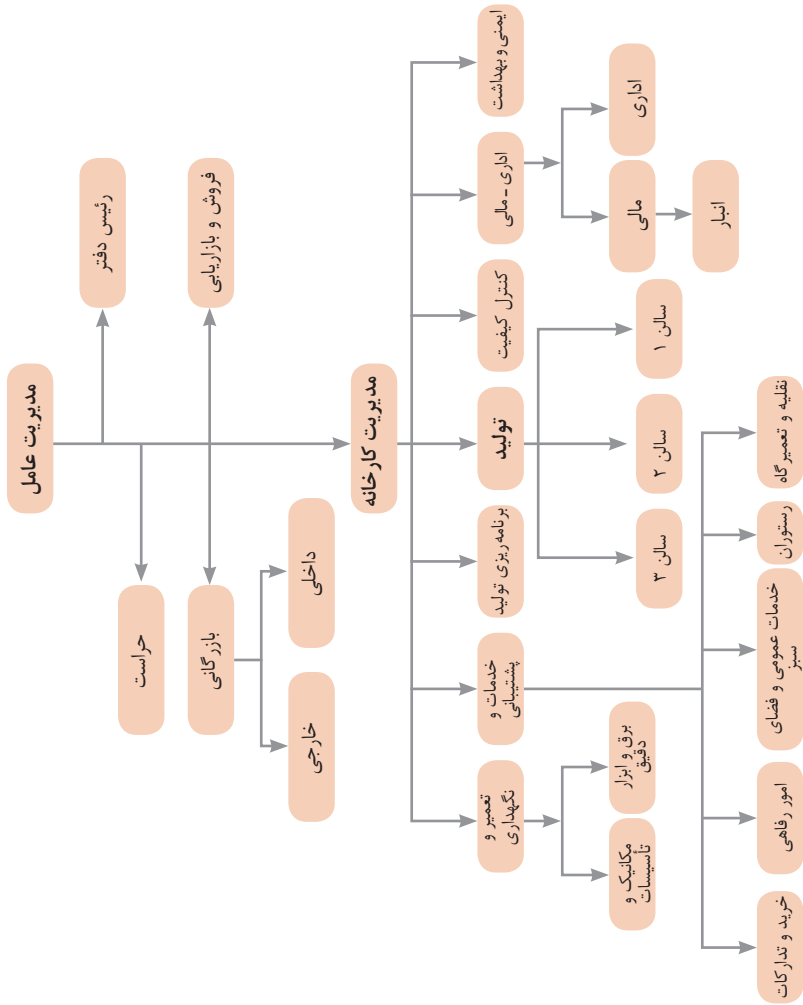 مدیریت عامل
رئیس دفتر
حراست
فروش و بازاریابی
بازرگانی
داخلی
خارجی
مدیریت کارخانه
ایمنی و بهداشت
اداری - مالی
کنترل کیفیت
تولید
برنامه ریزی تولید
خدمات و
پشتیبانی
تعمیر و
نگهداری
اداری
مالی
انبار
سالن ۱
سالن ۲
سالن ۳
برق و ابزار
دقیق
مکانیک و
تأسیسات
نقلیه و تعمیرگاه
رستوران
خدمات عمومی و فضای
سبز
امور رفاهی
خرید و تدارکات